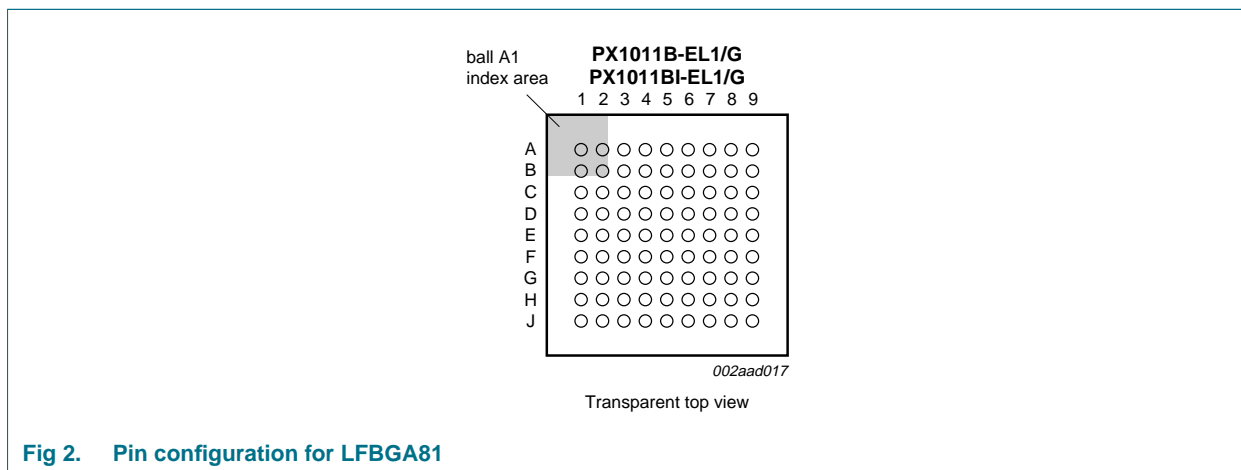 ball A1
index area
PX1011B-EL1/G
PX1011BI-EL1/G
1 2 3 4 5 6 7 8 9
A
B
C
D
E
F
G
H
J
002aad017
Transparent top view
Fig 2. Pin configuration for LFBGA81